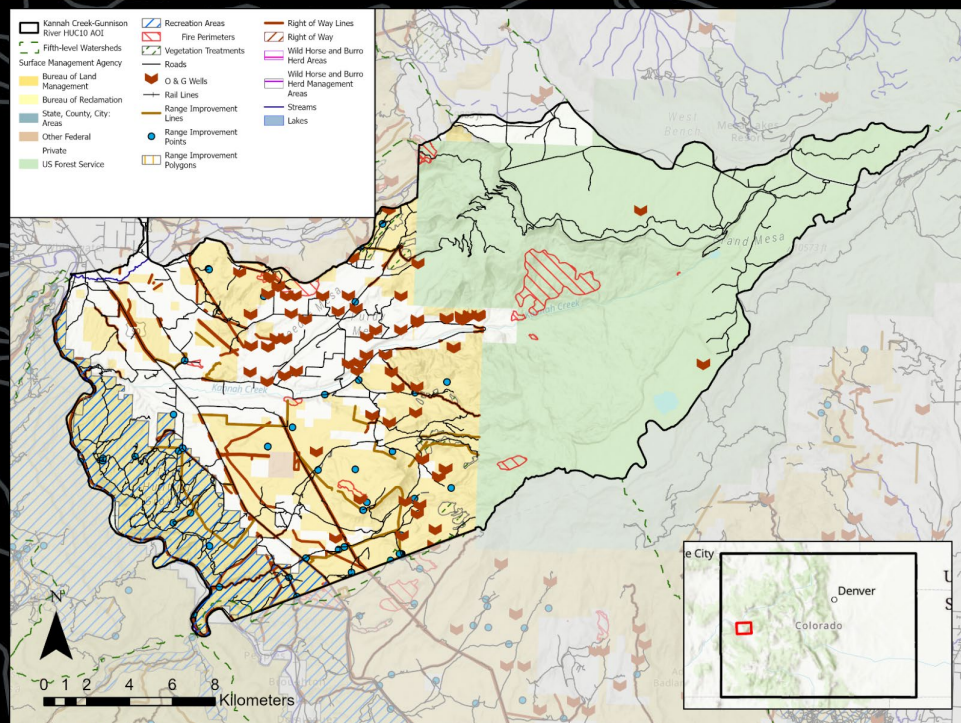 Kannah Creek-Gunnison
River HUC10 AOI
Fifth-level Watersheds
Surface Management Agency
Bureau of Land
Management
Bureau of Reclamation
State, County, City:
Areas
Other Federal
Private
US Forest Service
Recreation Areas
Fire Perimeters
Vegetation Treatments
Roads
O & G Wells
Rail Lines
Range Improvement
Lines
Range Improvement
Points
Range Improvement
Polygons
Right of Way Lines
Right of Way
Wild Horse and Burro
Herd Areas
Wild Horse and Burro
Herd Management
Areas
Streams
Lakes
West
Bench
Resort
Mesa
Kannah Creek
Kannah Creek
N
0 1 2 4 6 8
Kilometers
e City
Denver
Colorado
U
S